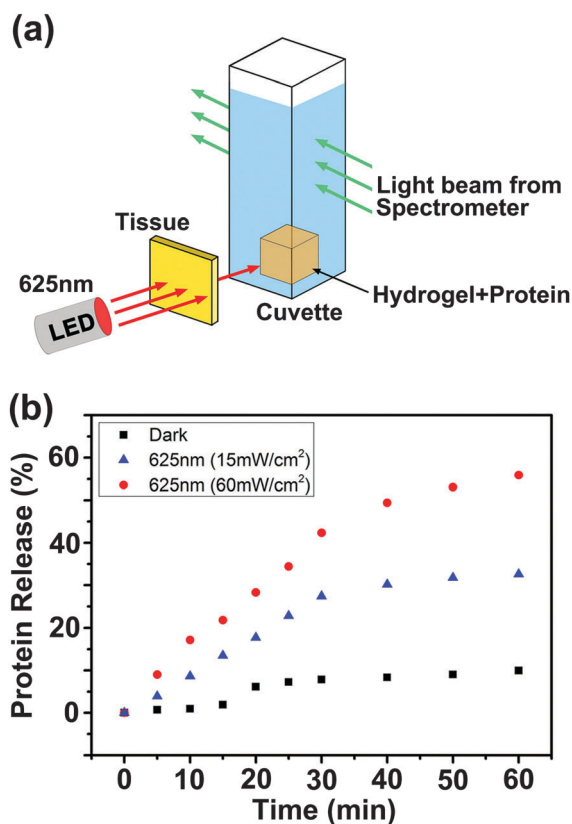 (a)
Light beam from
Spectrometer
Tissue
625nm
LED
Hydrogel+Protein
Cuvette
(b)
Dark
625nm (15mW/cm²)
625nm (60mW/cm²)
Protein Release (%)
60
40
20
0
0 10 20 30 40 50 60
Time (min)